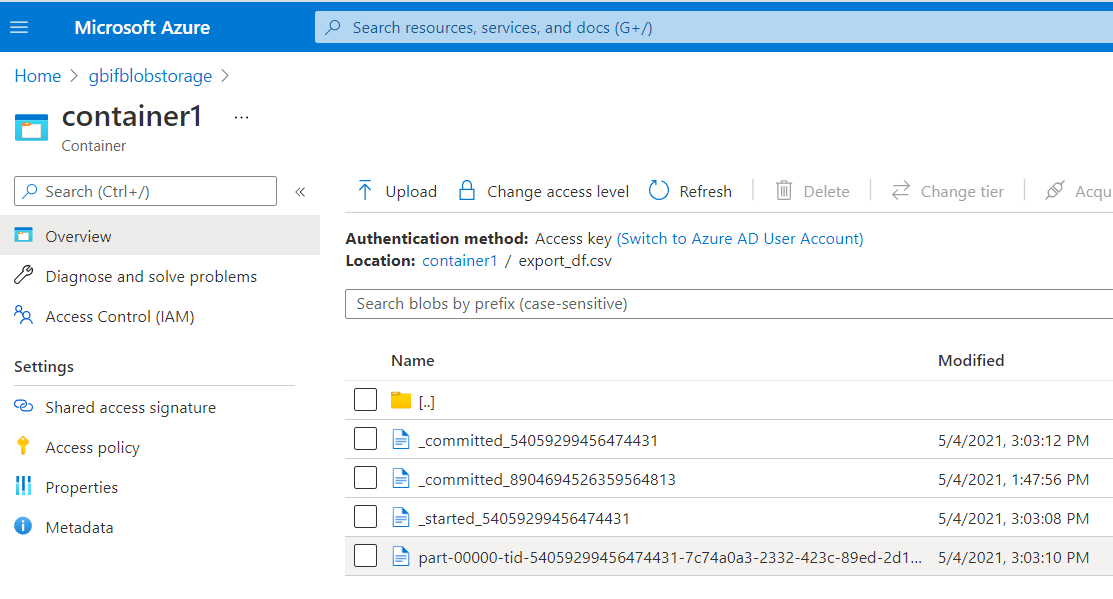 Microsoft Azure
Search resources, services, and docs (G+/)
Home > gbifblobstorage >
container1 ...
Container
Search (Ctrl+/) «
Overview
Diagnose and solve problems
Access Control (IAM)
Settings
Shared access signature
Access policy
Properties
Metadata
Upload Change access level Refresh Delete Change tier Acqu
Authentication method: Access key (Switch to Azure AD User Account)
Location: container1 / export_df.csv
Search blobs by prefix (case-sensitive)
Name Modified
[..]
_committed_54059299456474431 5/4/2021, 3:03:12 PM
_committed_8904694526359564813 5/4/2021, 1:47:56 PM
_started_54059299456474431 5/4/2021, 3:03:08 PM
part-00000-tid-54059299456474431-7c74a0a3-2332-423c-89ed-2d1... 5/4/2021, 3:03:10 PM